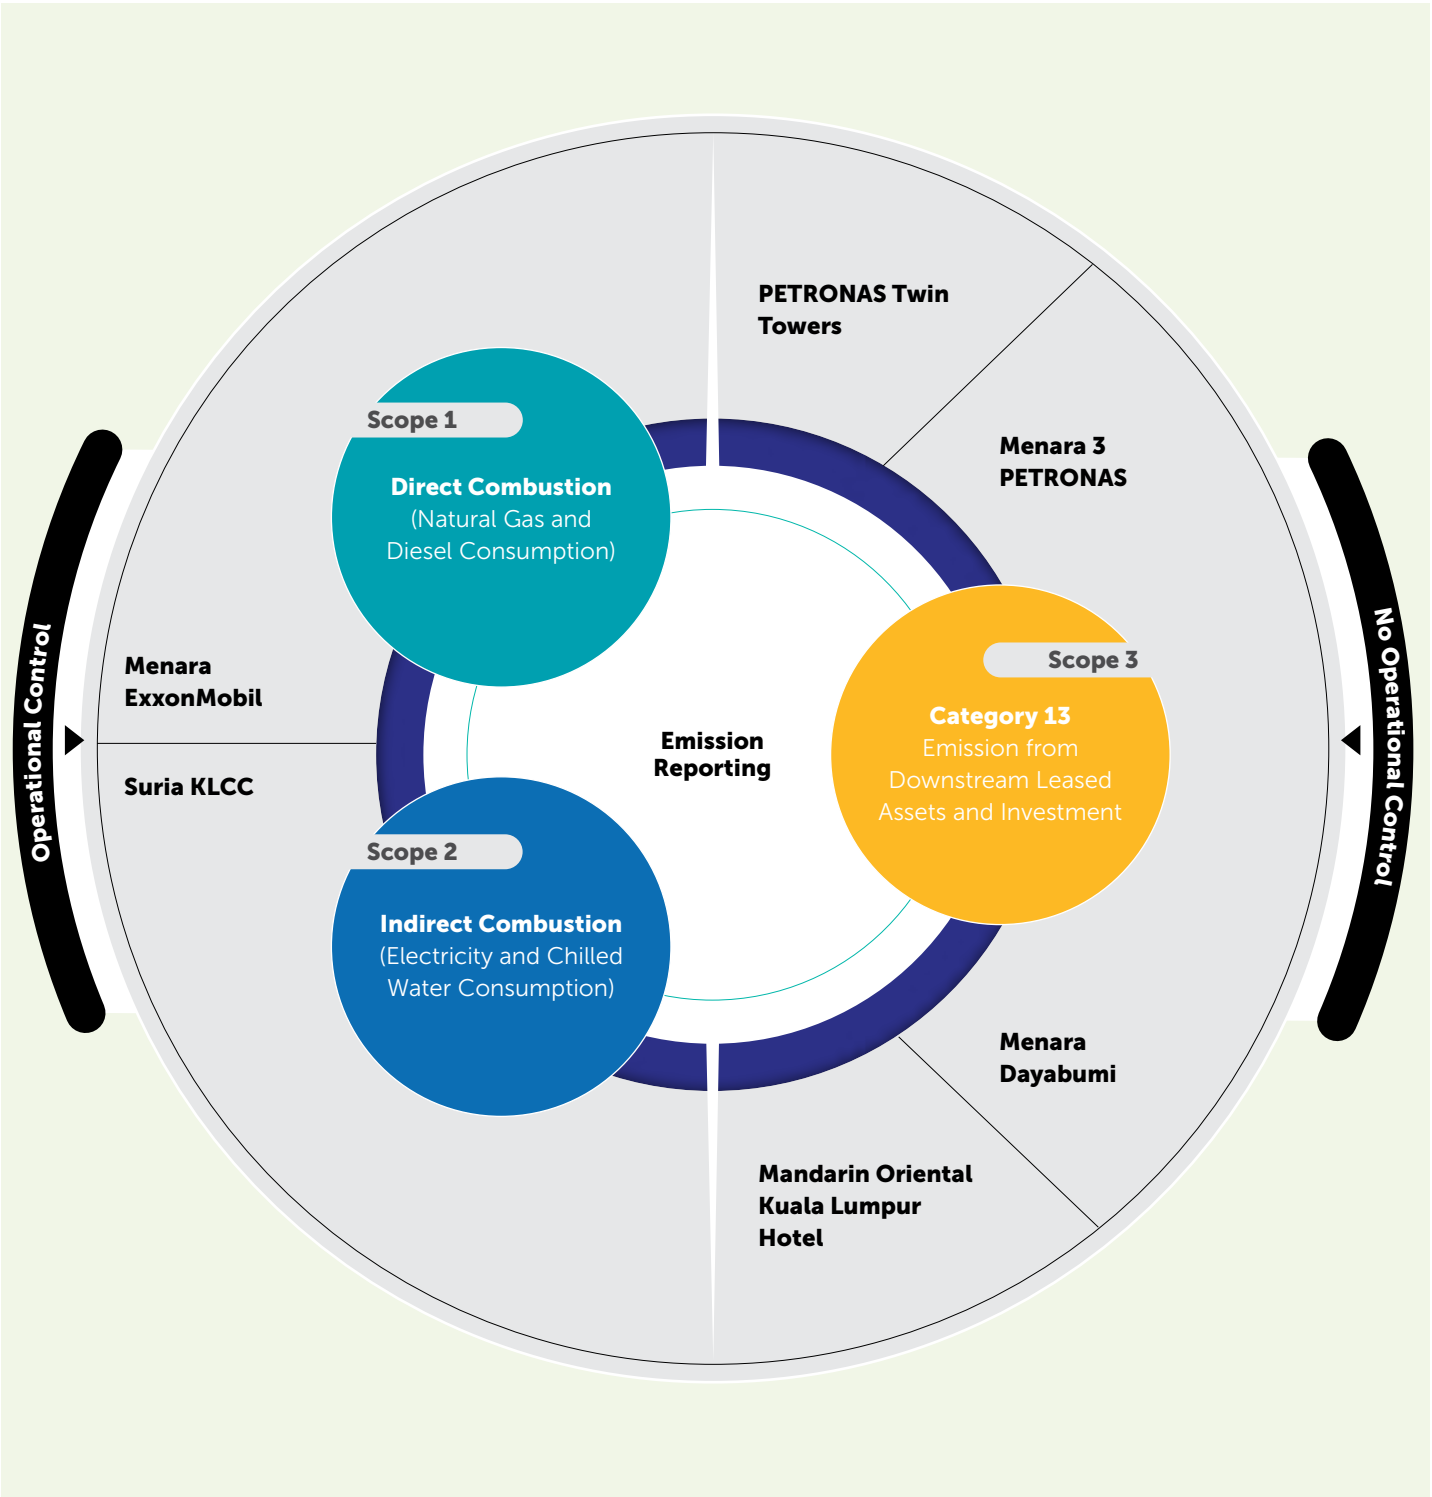 PETRONAS Twin
Towers
Menara 3
PETRONAS
Scope 1
Direct Combustion
(Natural Gas and
Diesel Consumption)
Operational Control
Menara
ExxonMobil
Suria KLCC
Emission
Reporting
Scope 3
Category 13
Emission from
Downstream Leased
Assets and Investment
No Operational Control
Scope 2
Indirect Combustion
(Electricity and Chilled
Water Consumption)
Menara
Dayabumi
Mandarin Oriental
Kuala Lumpur
Hotel